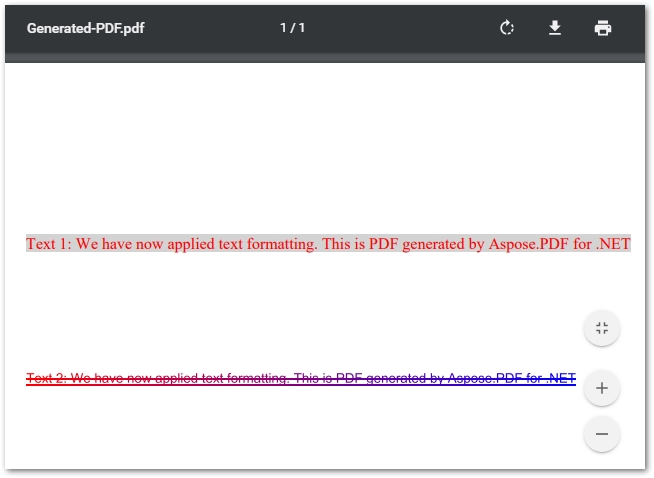 Generated-PDF.pdf 1 / 1
Text 1: We have now applied text formatting. This is PDF generated by Aspose.PDF for .NET
Text 2: We have now applied text formatting. This is PDF generated by Aspose.PDF for .NET